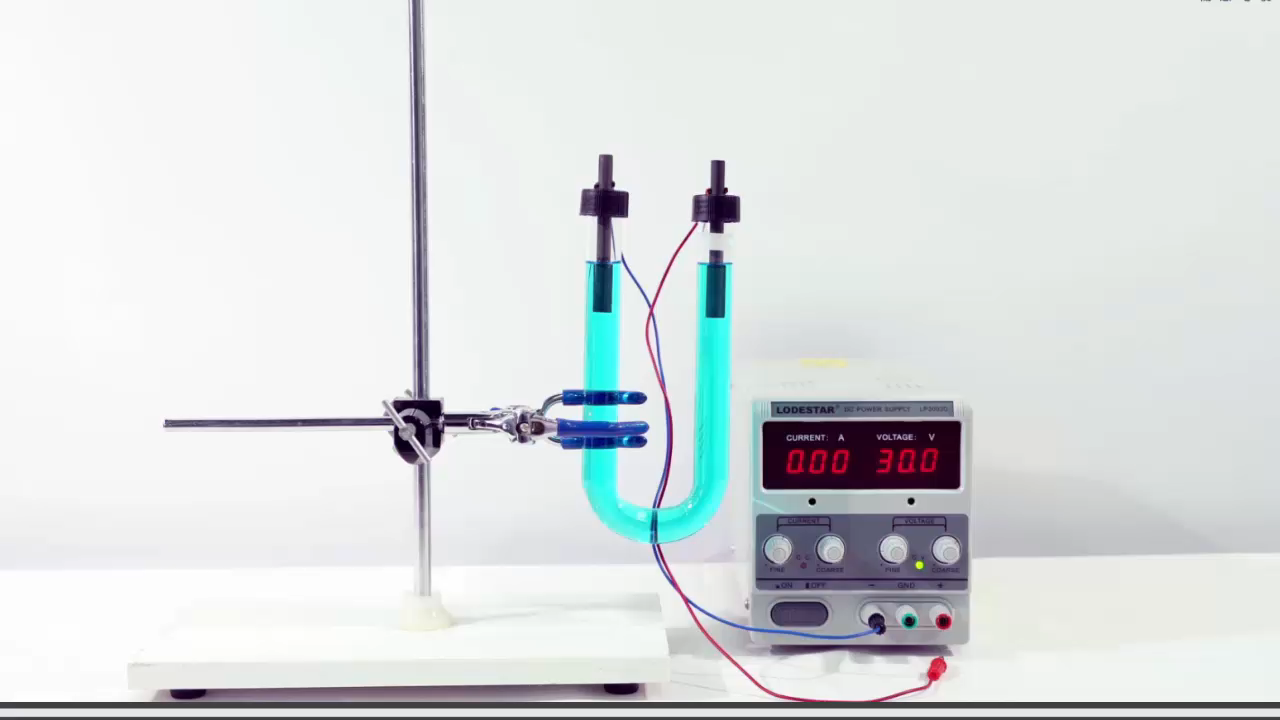 LODESTAR DC POWER SUPPLY
CURRENT: A VOLTAGE: V
0.00 30.0
CURRENT VOLTAGE
FINE COARSE FINE COARSE
ON OFF - GND +